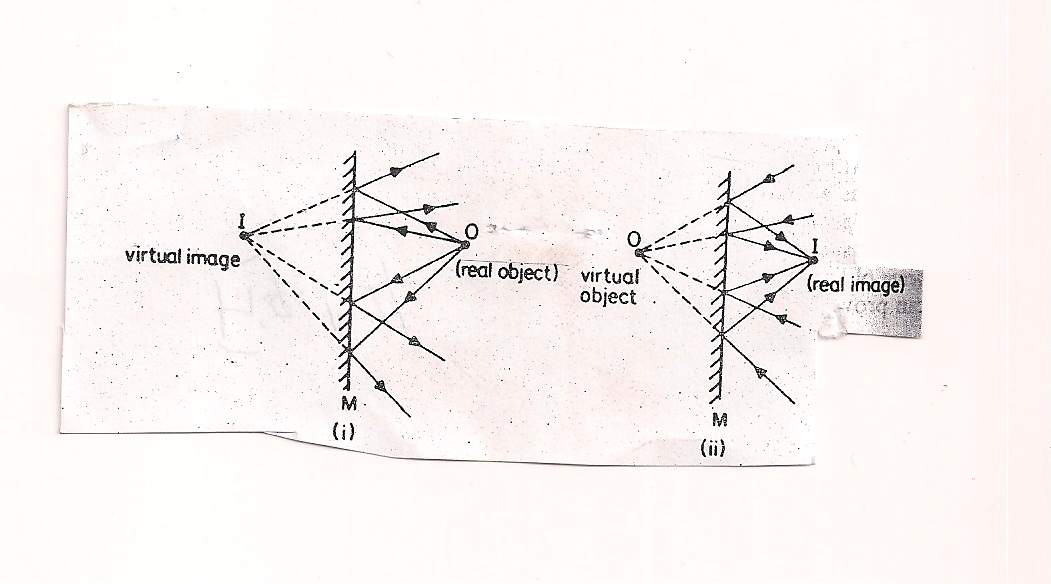 I
virtual image
O
(real object)
M
(i)
O
virtual
object
I
(real image)
M
(ii)